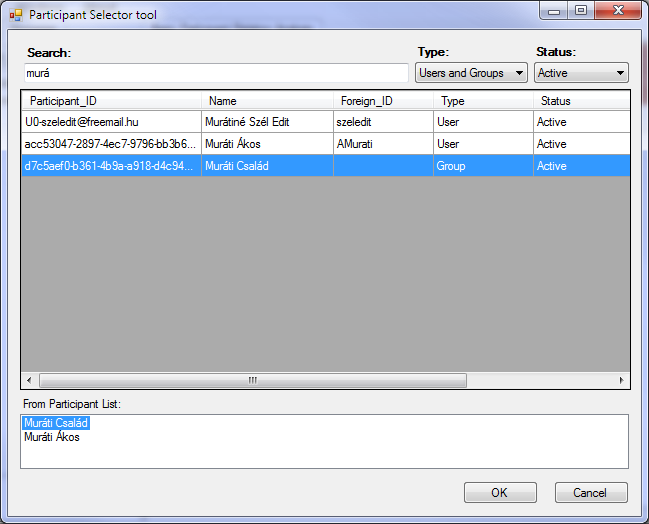 Participant Selector tool
Search: Type: Status:
murá Users and Groups Active
Participant_ID Name Foreign_ID Type Status
U0-szeledit@freemail.hu Murátiné Szél Edit szeledit User Active
acc53047-2897-4ec7-9796-bb3b6... Muráti Ákos AMurati User Active
d7c5aef0-b361-4b9a-a918-d4c94... Muráti Család Group Active
From Participant List:
Muráti Család
Muráti Ákos
OK Cancel